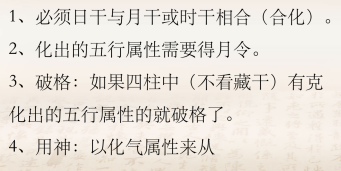 1、必须日干与月干或时干相合（合化）。
2、化出的五行属性需要得月令。
3、破格：如果四柱中（不看藏干）有克
化出的五行属性的就破格了。
4、用神：以化气属性来从